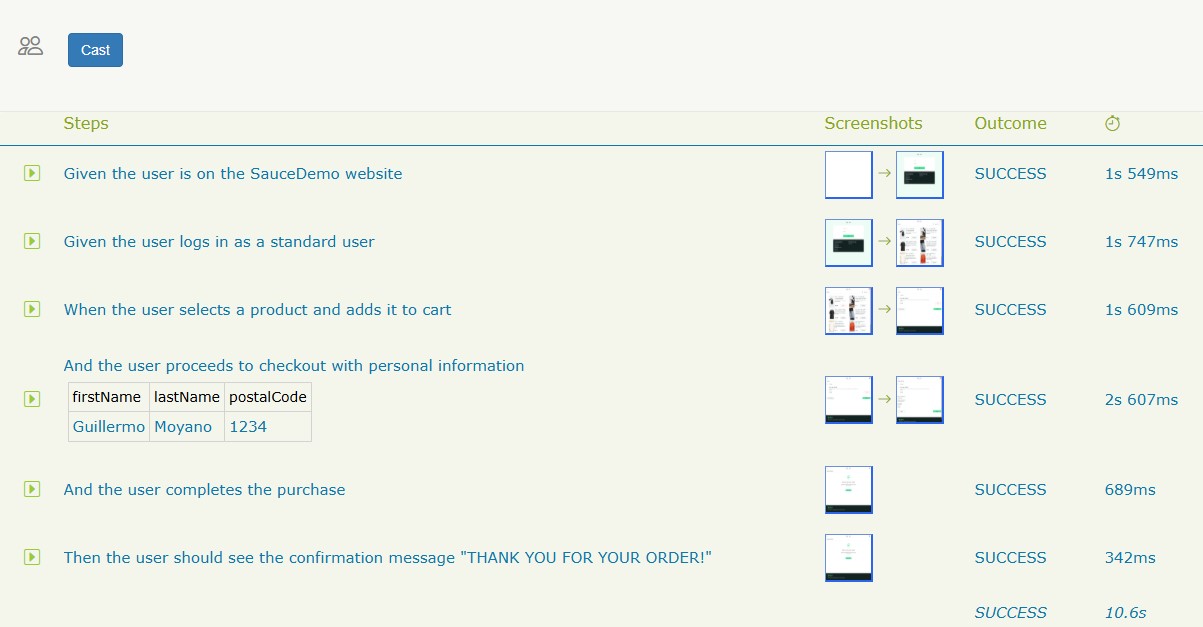 Cast
Steps Screenshots Outcome
Given the user is on the SauceDemo website SUCCESS 1s 549ms
Given the user logs in as a standard user SUCCESS 1s 747ms
When the user selects a product and adds it to cart SUCCESS 1s 609ms
And the user proceeds to checkout with personal information
firstName lastName postalCode
SUCCESS 2s 607ms
Guillermo Moyano 1234
And the user completes the purchase SUCCESS 689ms
Then the user should see the confirmation message "THANK YOU FOR YOUR ORDER!" SUCCESS 342ms
SUCCESS 10.6s